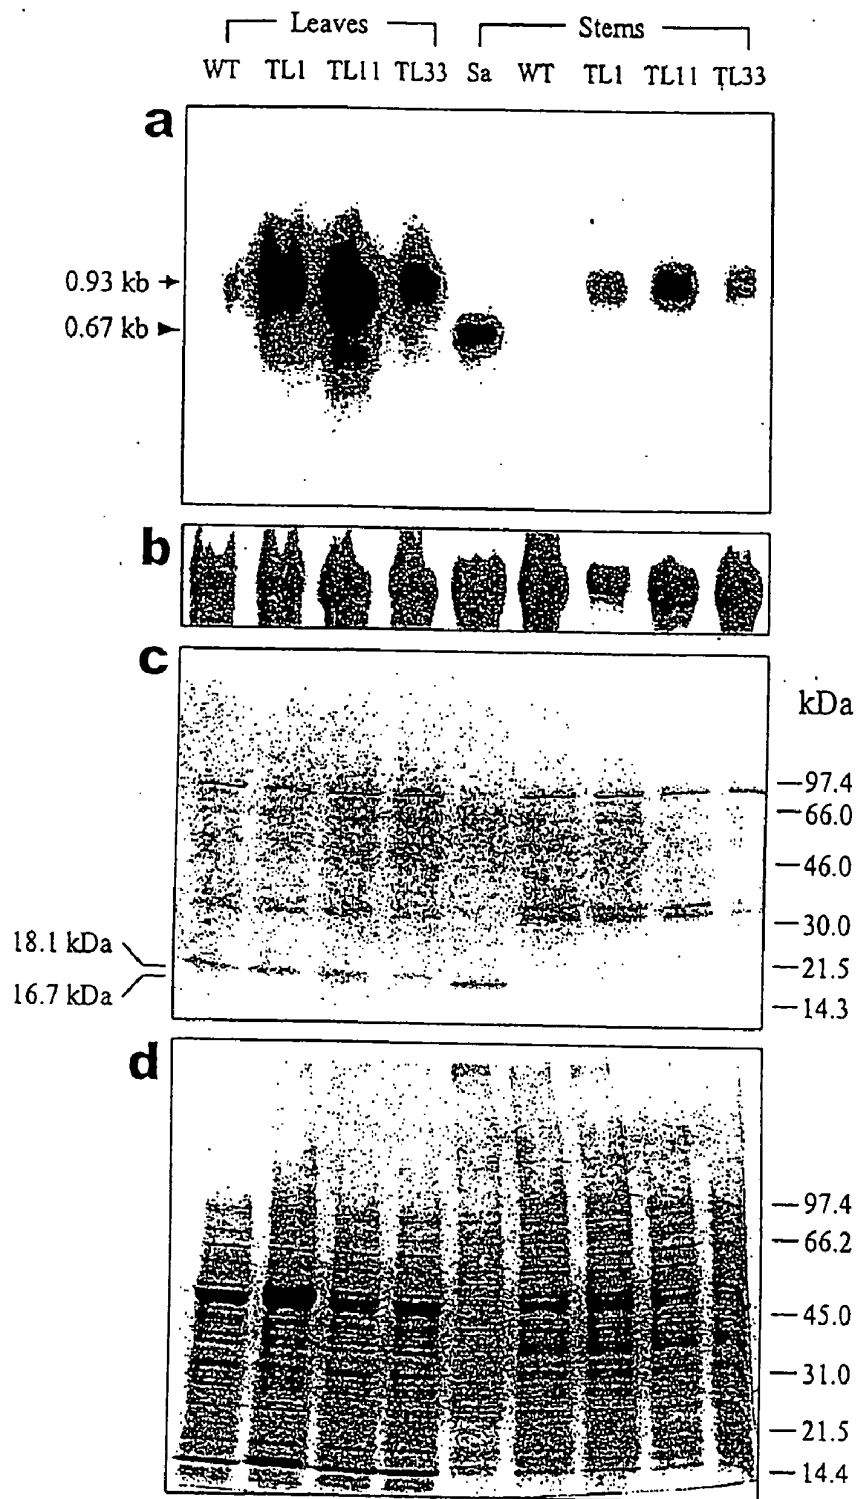 Leaves Stems
WT TL1 TL11 TL33 Sa WT TL1 TL11 TL33
a
0.93 kb
0.67 kb
b
c
kDa
97.4
66.0
46.0
30.0
21.5
14.3
18.1 kDa
16.7 kDa
d
97.4
66.2
45.0
31.0
21.5
14.4